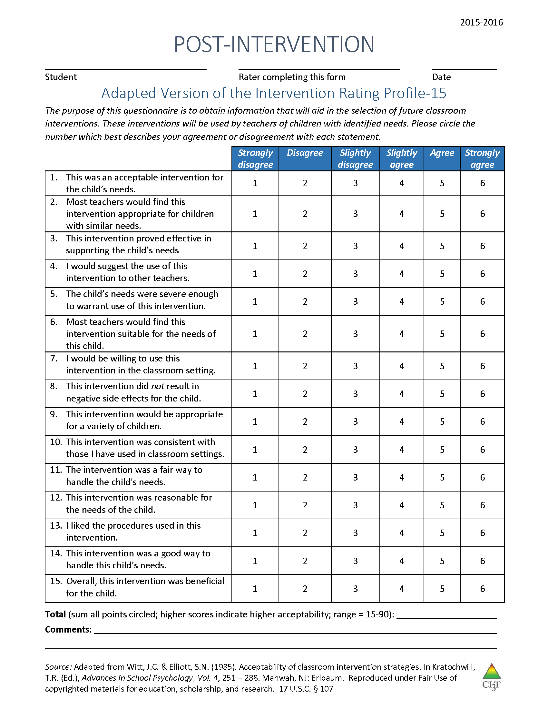 2015-2016
POST-INTERVENTION
Student Rater completing this form Date
Adapted Version of the Intervention Rating Profile-15
The purpose of this questionnaire is to obtain information that will aid in the selection of future classroom
interventions. These interventions will be used by teachers of children with identified needs. Please circle the
number which best describes your agreement or disagreement with each statement.
Strongly disagree Disagree Slightly disagree Slightly agree Agree Strongly agree
1. This was an acceptable intervention for
the child's needs. 1 2 3 4 5 6
2. Most teachers would find this
intervention appropriate for children
with similar needs. 1 2 3 4 5 6
3. This intervention proved effective in
supporting the child's needs 1 2 3 4 5 6
4. I would suggest the use of this
intervention to other teachers. 1 2 3 4 5 6
5. The child's needs were severe enough
to warrant use of this intervention. 1 2 3 4 5 6
6. Most teachers would find this
intervention suitable for the needs of
this child. 1 2 3 4 5 6
7. I would be willing to use this
intervention in the classroom setting. 1 2 3 4 5 6
8. This intervention did not result in
negative side effects for the child. 1 2 3 4 5 6
9. This intervention would be appropriate
for a variety of children. 1 2 3 4 5 6
10. This intervention was consistent with
those I have used in classroom settings. 1 2 3 4 5 6
11. The intervention was a fair way to
handle the child's needs. 1 2 3 4 5 6
12. This intervention was reasonable for
the needs of the child. 1 2 3 4 5 6
13. I liked the procedures used in this
intervention. 1 2 3 4 5 6
14. This intervention was a good way to
handle this child's needs. 1 2 3 4 5 6
15. Overall, this intervention was beneficial
for the child. 1 2 3 4 5 6
Total (sum all points circled; higher scores indicate higher acceptability; range = 15-90):
Comments:
Source: Adapted from Witt, J.C. & Elliott, S.N. (1985). Acceptability of classroom intervention strategies. In Kratochwill,
T.R. (Ed.), Advances in School Psychology, Vol. 4, 251 – 288. Mahwah, NJ: Erlbaum. Reproduced under Fair Use of
copyrighted materials for education, scholarship, and research. 17 U.S.C. § 107